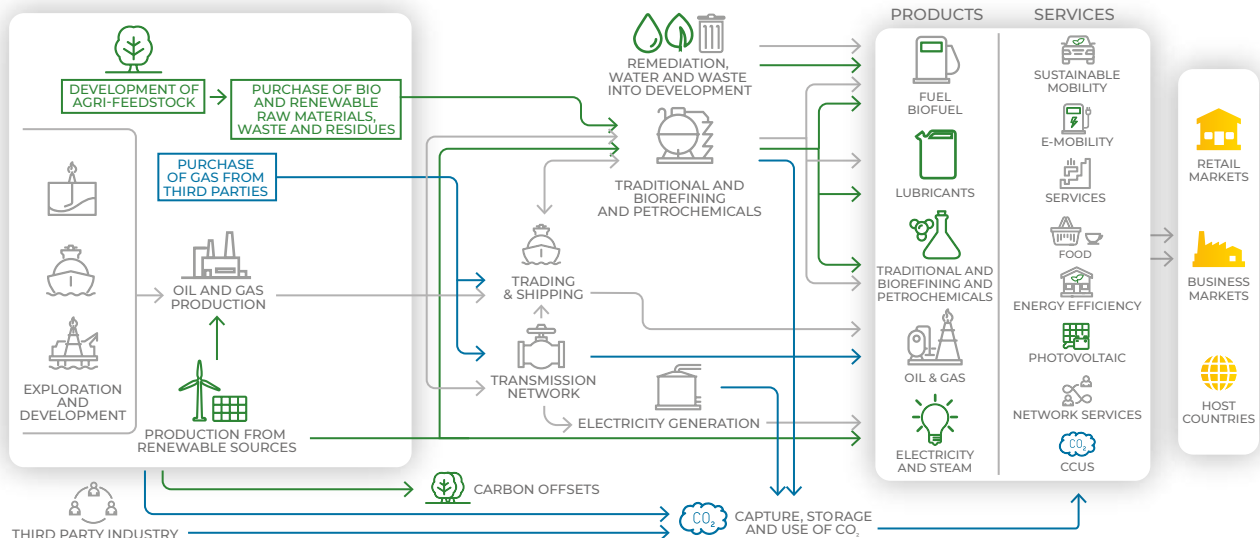 PRODUCTS
SERVICES
DEVELOPMENT OF
AGRI-FEEDSTOCK
PURCHASE OF BIO
AND RENEWABLE
RAW MATERIALS,
WASTE AND RESIDUES
PURCHASE
OF GAS FROM
THIRD PARTIES
OIL AND GAS
PRODUCTION
EXPLORATION
AND
DEVELOPMENT
PRODUCTION FROM
RENEWABLE SOURCES
THIRD PARTY INDUSTRY
CARBON OFFSETS
REMEDIATION,
WATER AND WASTE
INTO DEVELOPMENT
TRADITIONAL AND
BIOREFINING
AND PETROCHEMICALS
TRADING
& SHIPPING
TRANSMISSION
NETWORK
ELECTRICITY GENERATION
CO₂
CAPTURE, STORAGE
AND USE OF CO₂
FUEL
BIOFUEL
LUBRICANTS
TRADITIONAL AND
BIOREFINING AND
PETROCHEMICALS
OIL & GAS
ELECTRICITY
AND STEAM
SUSTAINABLE
MOBILITY
E-MOBILITY
SERVICES
FOOD
ENERGY EFFICIENCY
PHOTOVOLTAIC
NETWORK SERVICES
CO₂
CCUS
RETAIL
MARKETS
BUSINESS
MARKETS
HOST
COUNTRIES